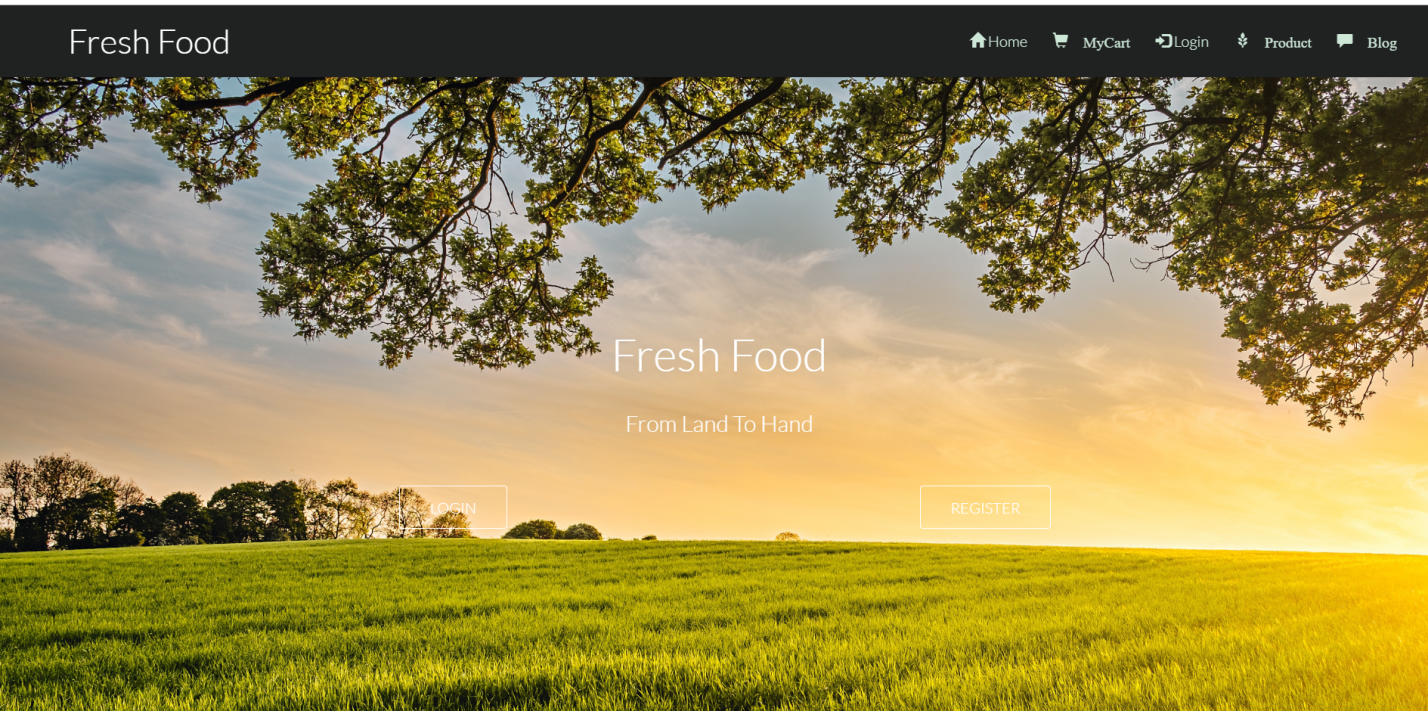 Fresh Food
Home MyCart Login Product Blog
Fresh Food
From Land To Hand
LOGIN REGISTER